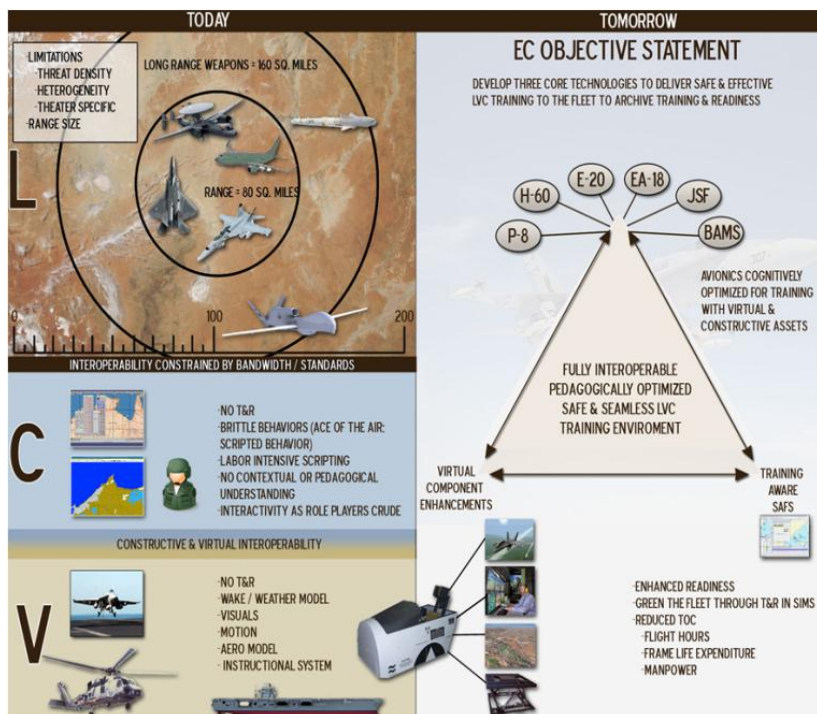 TODAY
LIMITATIONS
·THREAT DENSITY
·HETEROGENEITY
·THEATER SPECIFIC
·RANGE SIZE
LONG RANGE WEAPONS = 160 SQ. MILES
RANGE = 80 SQ. MILES
L
0
100
200
INTEROPERABILITY CONSTRAINED BY BANDWIDTH / STANDARDS
C
·NO T&R
·BRITTLE BEHAVIORS (ACE OF THE AIR;
SCRIPTED BEHAVIOR)
·LABOR INTENSIVE SCRIPTING
·NO CONTEXTUAL OR PEDAGOGICAL
UNDERSTANDING
·INTERACTIVITY AS ROLE PLAYERS CRUDE
CONSTRUCTIVE & VIRTUAL INTEROPERABILITY
V
·NO T&R
·WAKE / WEATHER MODEL
·VISUALS
·MOTION
·AERO MODEL
· INSTRUCTIONAL SYSTEM
TOMORROW
EC OBJECTIVE STATEMENT
DEVELOP THREE CORE TECHNOLOGIES TO DELIVER SAFE & EFFECTIVE
LVC TRAINING TO THE FLEET TO ARCHIVE TRAINING & READINESS
P-8
H-60
E-20
EA-18
JSF
BAMS
AVIONICS COGNITIVELY
OPTIMIZED FOR TRAINING
WITH VIRTUAL &
CONSTRUCTIVE ASSETS
FULLY INTEROPERABLE
PEDAGOGICALLY OPTIMIZED
SAFE & SEAMLESS LVC
TRAINING ENVIROMENT
VIRTUAL
COMPONENT
ENHANCEMENTS
TRAINING
AWARE
SAFS
·ENHANCED READINESS
·GREEN THE FLEET THROUGH T&R IN SIMS
·REDUCED TOC
·FLIGHT HOURS
·FRAME LIFE EXPENDITURE
·MANPOWER